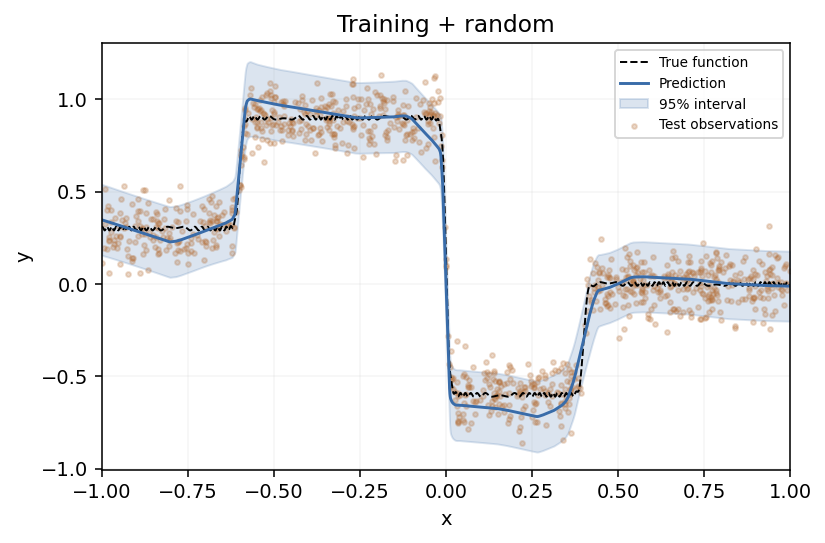 Training + random
True function
Prediction
95% interval
Test observations
y
1.0
0.5
0.0
−0.5
−1.0
−1.00 −0.75 −0.50 −0.25 0.00 0.25 0.50 0.75 1.00
x